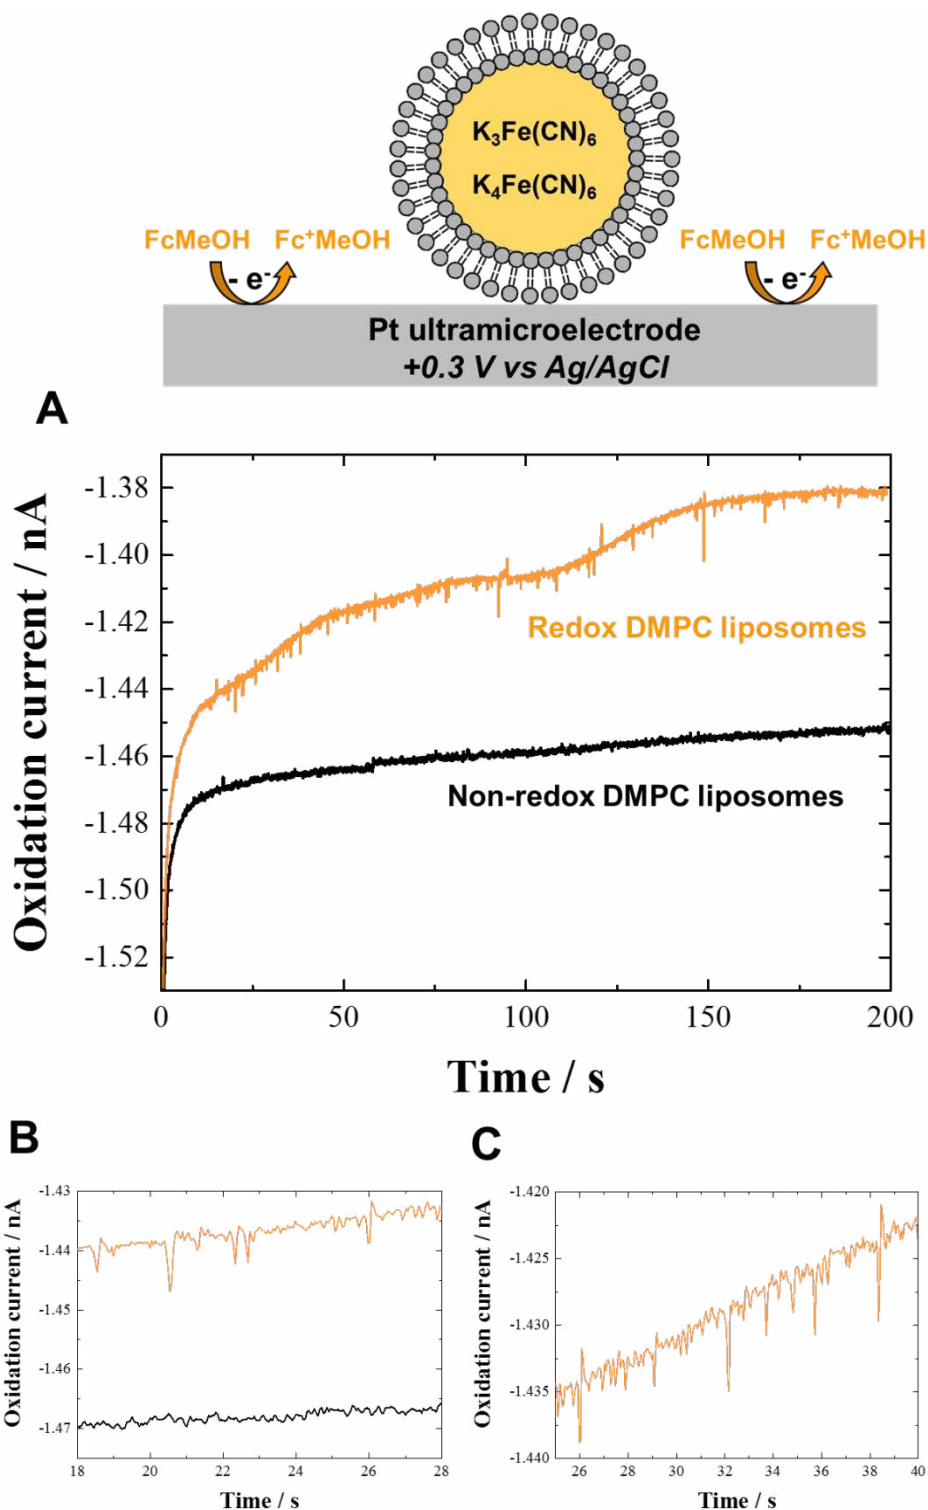 K3Fe(CN)6
K4Fe(CN)6
FcMeOH Fc+MeOH
- e-
FcMeOH Fc+MeOH
- e-
Pt ultramicroelectrode
+0.3 V vs Ag/AgCl
A
Oxidation current / nA
-1.38
-1.40
-1.42
-1.44
-1.46
-1.48
-1.50
-1.52
Redox DMPC liposomes
Non-redox DMPC liposomes
0 50 100 150 200
Time / s
B
Oxidation current / nA
-1.43
-1.44
-1.45
-1.46
-1.47
18 20 22 24 26 28
Time / s
C
Oxidation current / nA
-1.420
-1.425
-1.430
-1.435
-1.440
26 28 30 32 34 36 38 40
Time / s